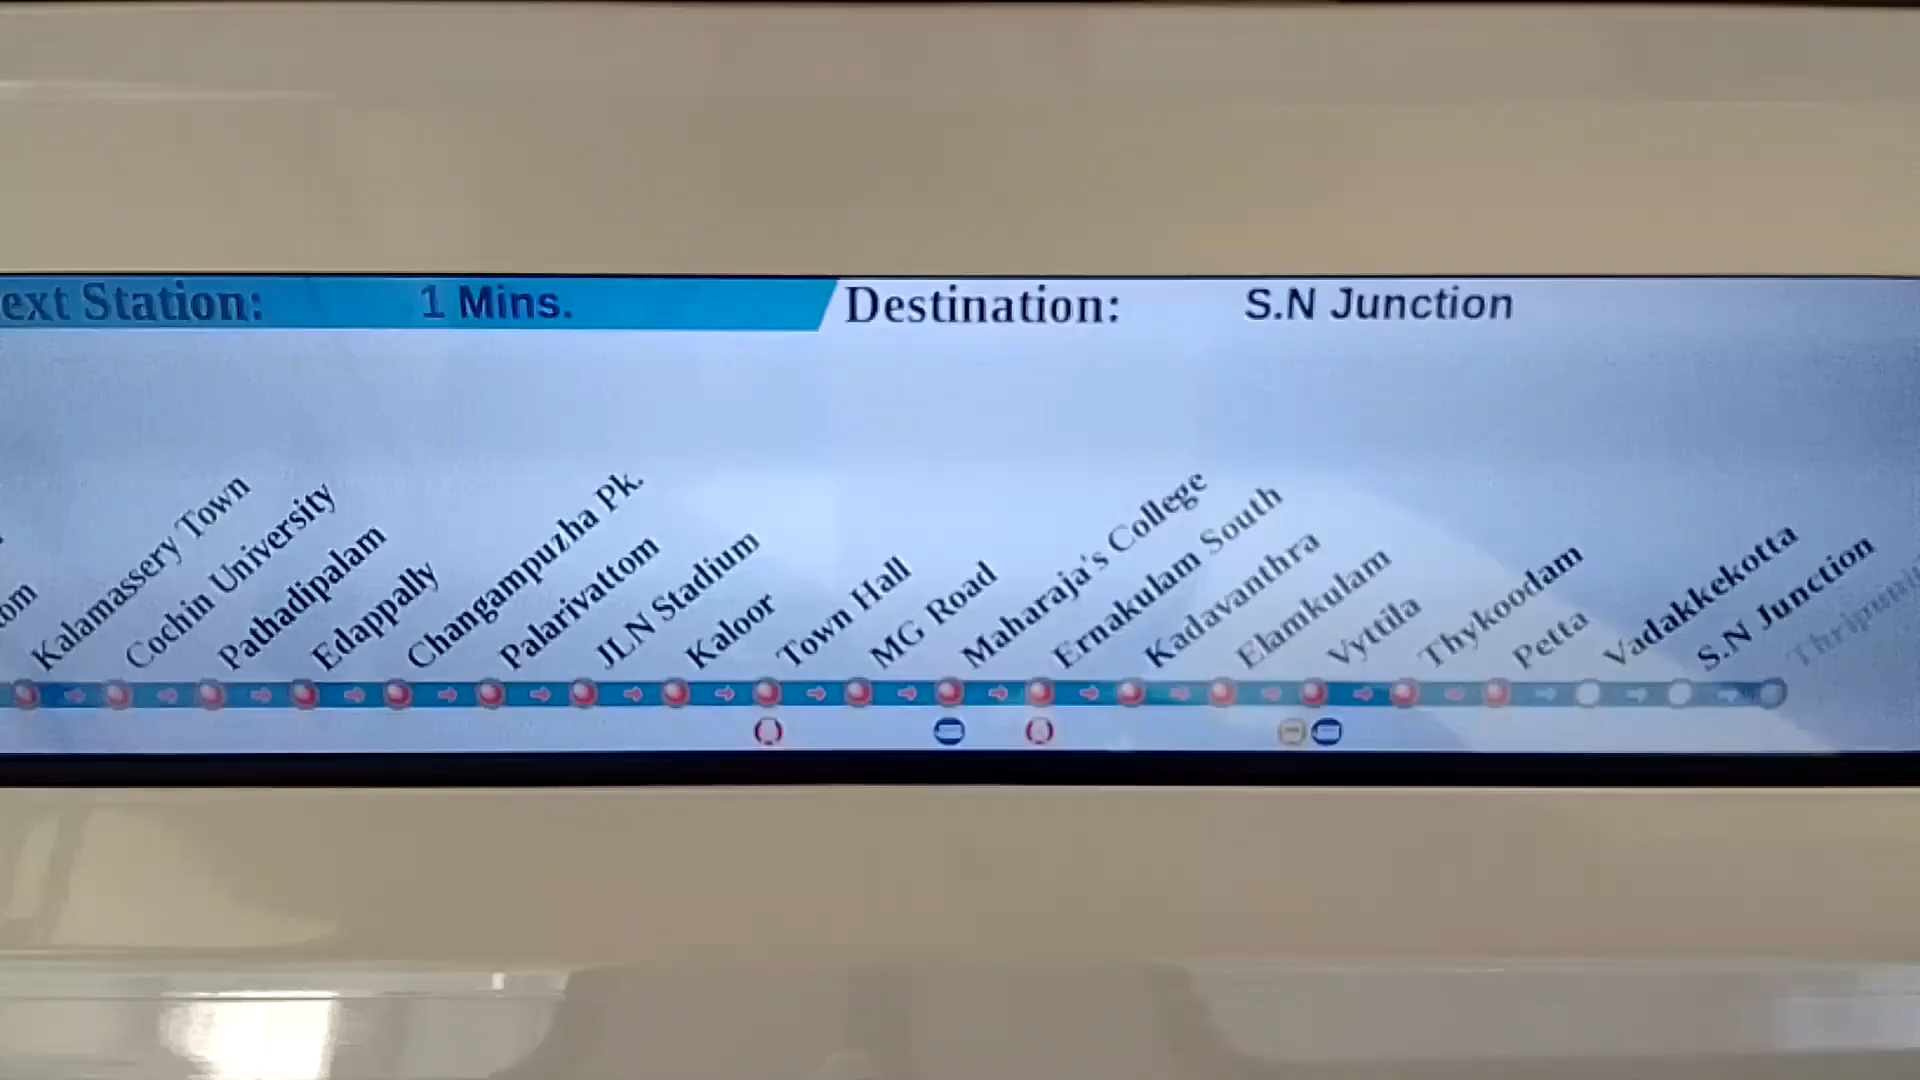 ext Station: 1 Mins. Destination: S.N Junction
om
Kalamassery Town
Cochin University
Pathadipalam
Edappally
Changampuzha Pk.
Palarivattom
JLN Stadium
Kaloor
Town Hall
MG Road
Maharaja's College
Ernakulam South
Kadavanthra
Elamkulam
Vyttila
Thykoodam
Petta
Vadakkekotta
S.N Junction